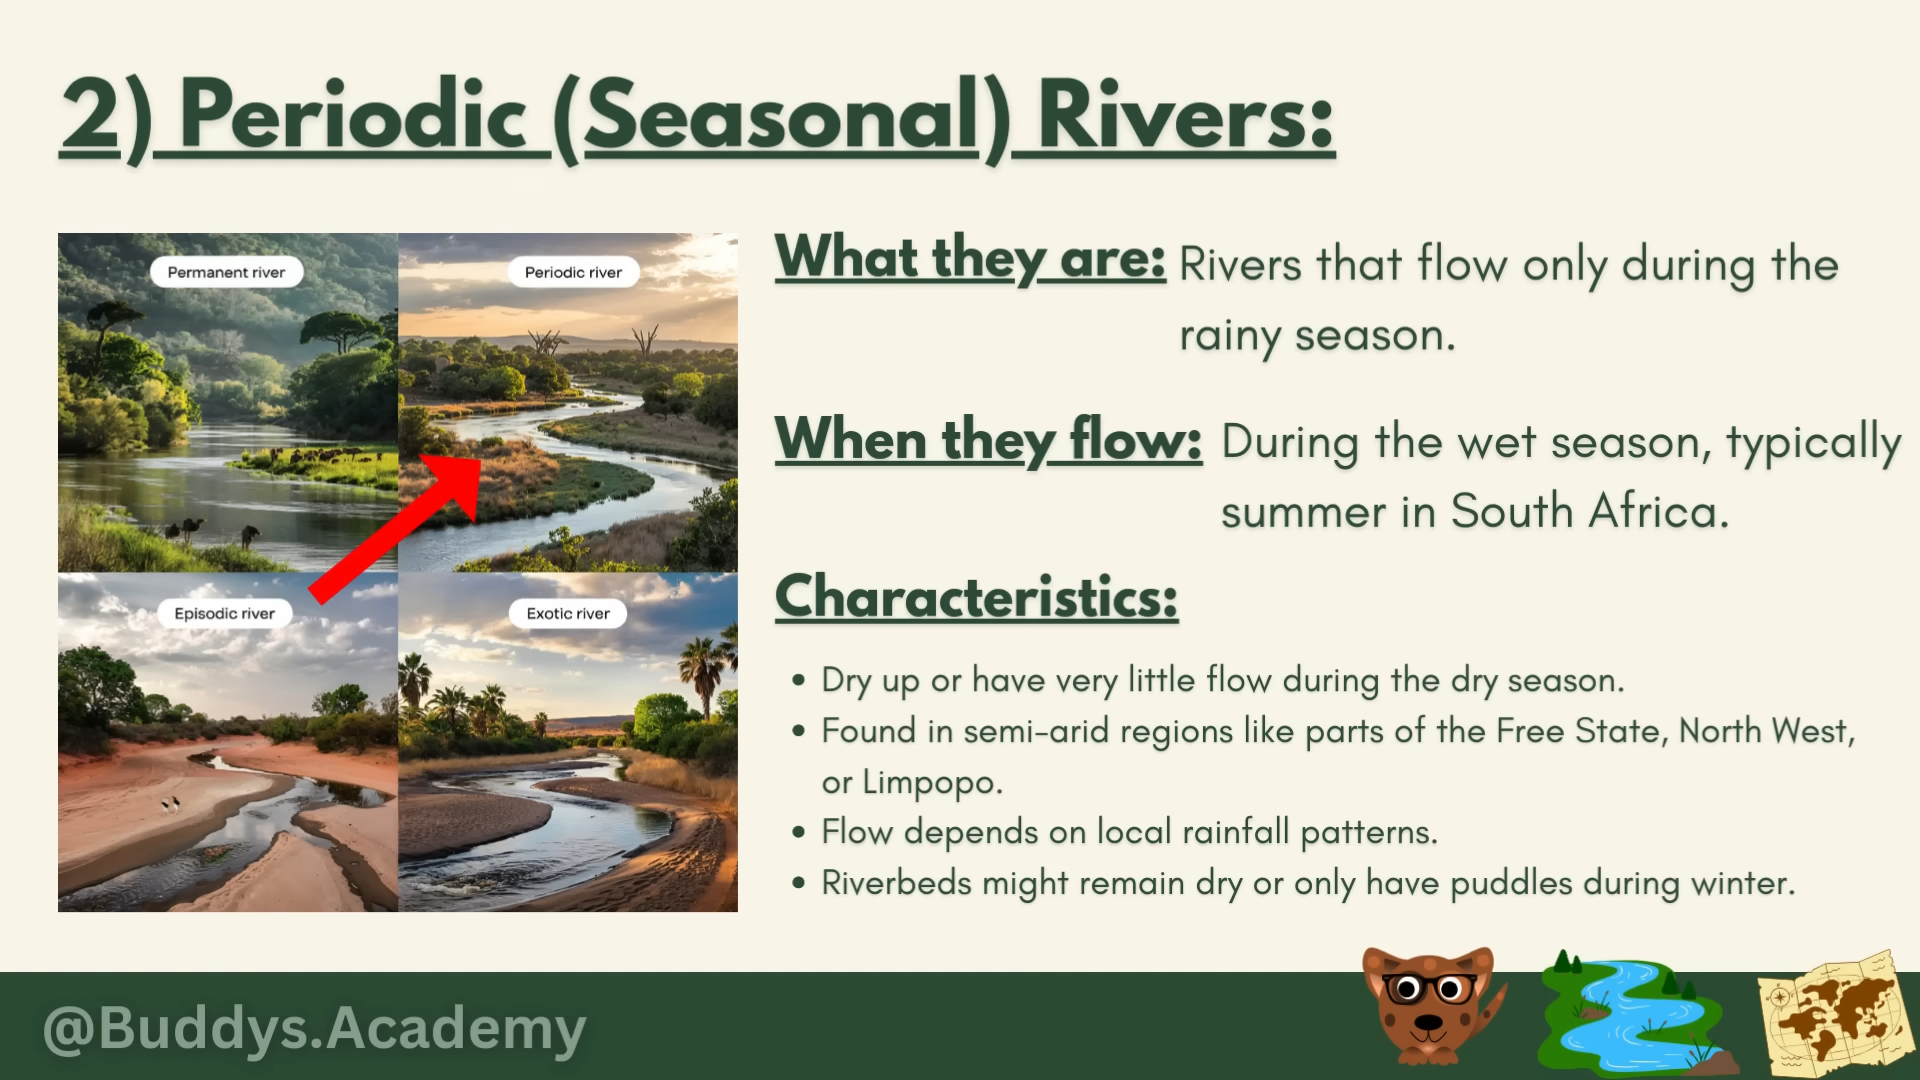 2) Periodic (Seasonal) Rivers:
Permanent river
Periodic river
Episodic river
Exotic river
What they are: Rivers that flow only during the
rainy season.
When they flow: During the wet season, typically
summer in South Africa.
Characteristics:
• Dry up or have very little flow during the dry season.
• Found in semi-arid regions like parts of the Free State, North West,
or Limpopo.
• Flow depends on local rainfall patterns.
• Riverbeds might remain dry or only have puddles during winter.
@Buddys.Academy